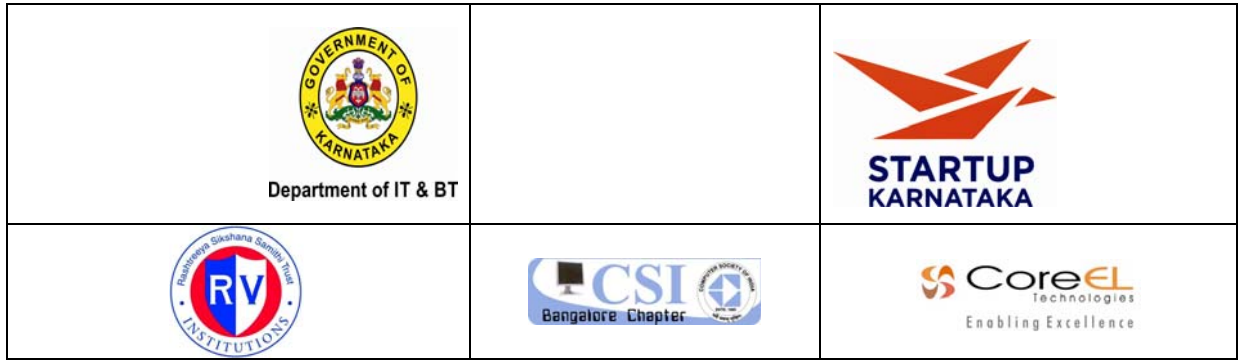 GOVERNMENT OF
KARNATAKA
Department of IT & BT
STARTUP
KARNATAKA
Rashtreeya Sikshana Samithi Trust
RV
INSTITUTIONS
CSI
Bangalore Chapter
COMPUTER SOCIETY OF INDIA
CoreEL
Technologies
Enabling Excellence